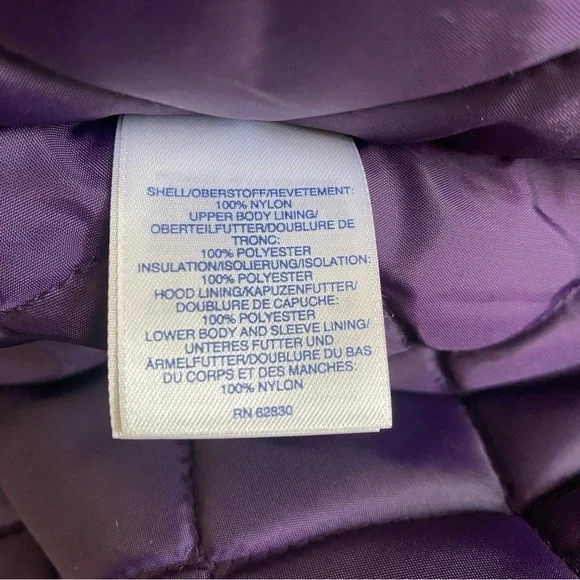 SHELL/OBERSTOFF/REVETEMENT:
100% NYLON
UPPER BODY LINING/
OBERTEILFUTTER/DOUBLURE DE
TRONC:
100% POLYESTER
INSULATION/ISOLIERUNG/ISOLATION:
100% POLYESTER
HOOD LINING/KAPUZENFUTTER/
DOUBLURE DE CAPUCHE:
100% POLYESTER
LOWER BODY AND SLEEVE LINING/
UNTERES FUTTER UND
ÄRMELFUTTER/DOUBLURE DU BAS
DU CORPS ET DES MANCHES:
100% NYLON
RN 62830